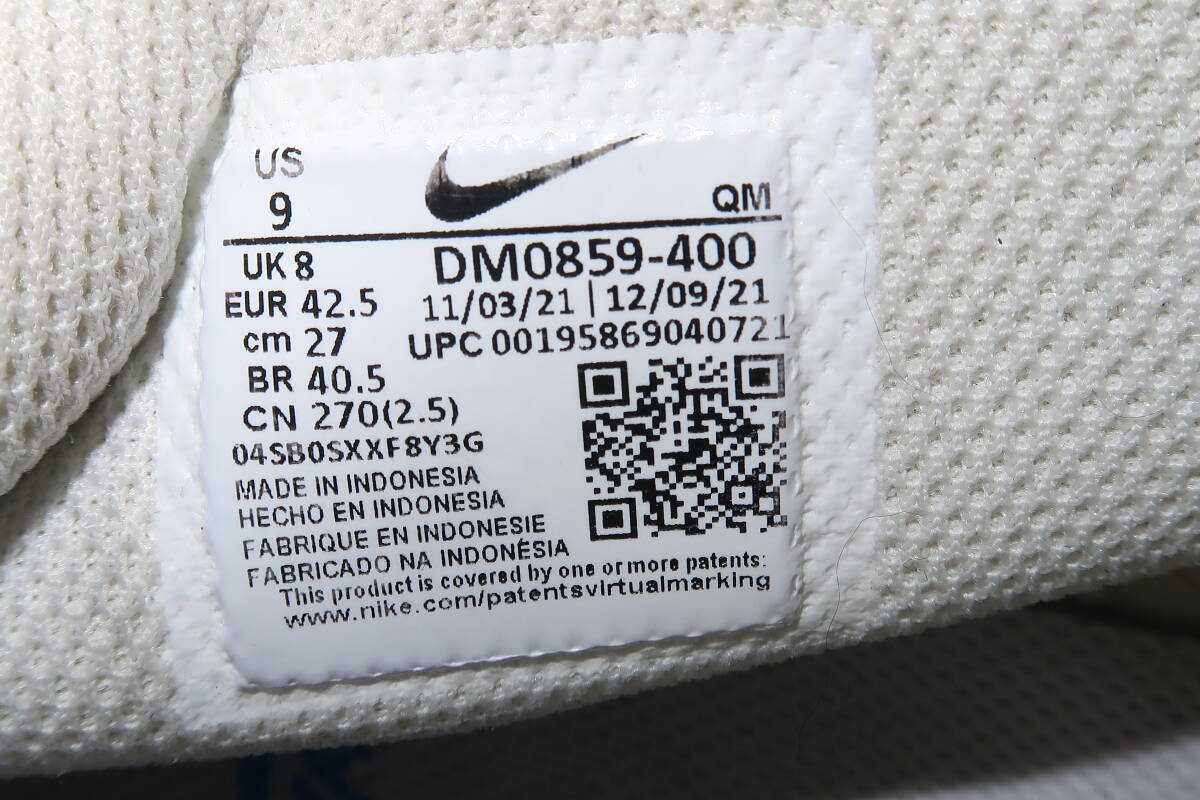 US
9
QM
UK 8
DM0859-400
EUR 42.5
11/03/21 | 12/09/21
cm 27
UPC 00195869040721
BR 40.5
CN 270(2.5)
04SB0SXXF8Y3G
MADE IN INDONESIA
HECHO EN INDONESIA
FABRIQUE EN INDONESIE
FABRICADO NA INDONÉSIA
This product is covered by one or more patents:
www.nike.com/patentsvirtualmarking